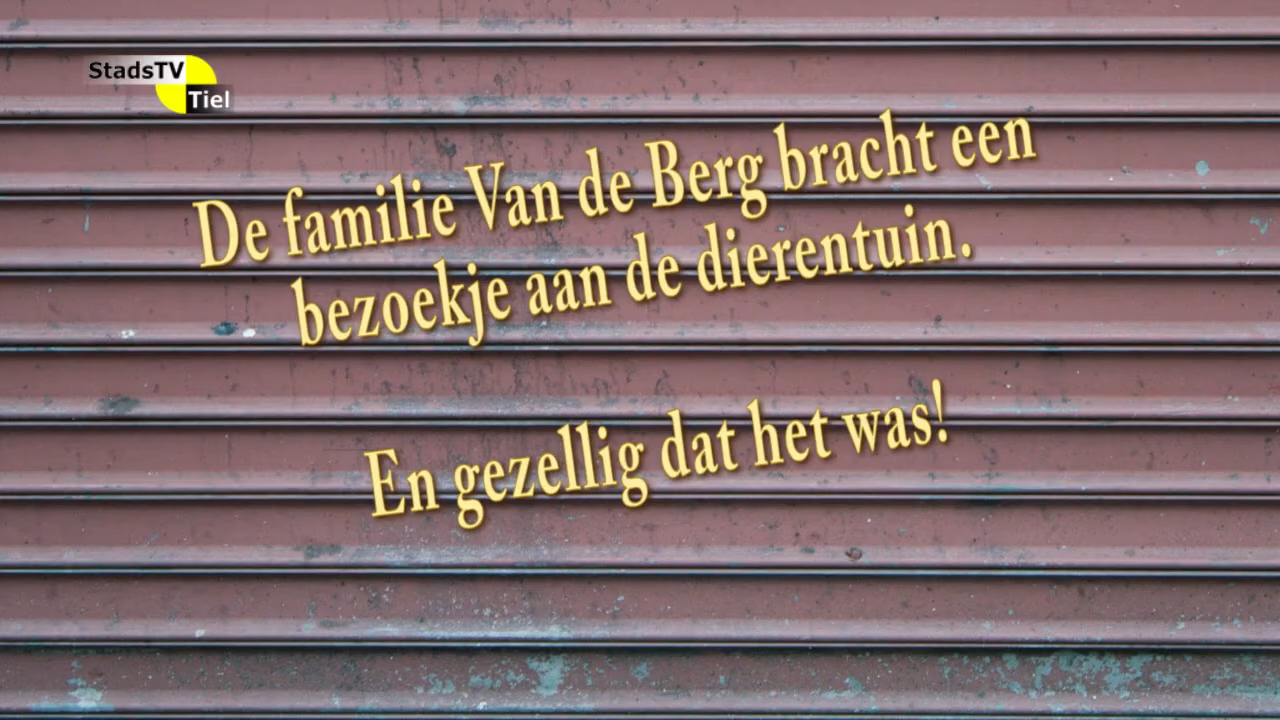 StadsTV
Tiel
De familie Van de Berg bracht een
bezoekje aan de dierentuin.
En gezellig dat het was!